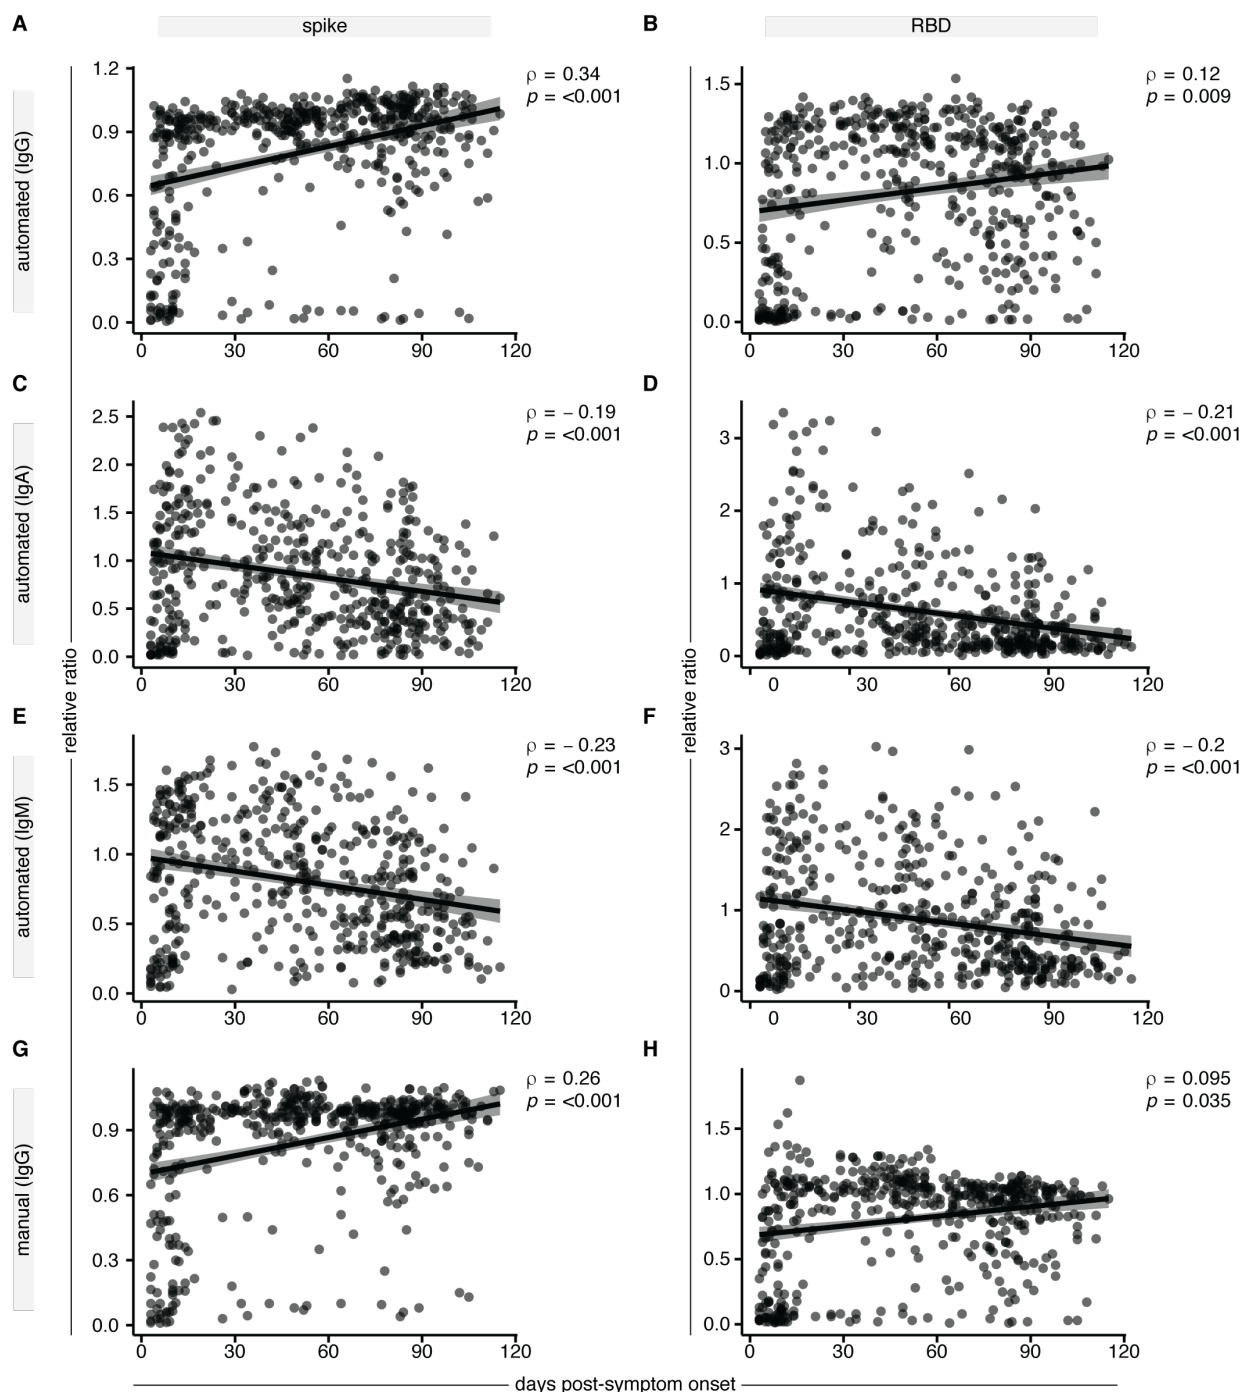 A
spike
B
RBD
automated (IgG)
1.2
0.9
0.6
0.3
0.0
0 30 60 90 120
ρ = 0.34
p = <0.001
1.5
1.0
0.5
0.0
0 30 60 90 120
ρ = 0.12
p = 0.009
C
D
automated (IgA)
2.5
2.0
1.5
1.0
0.5
0.0
0 30 60 90 120
ρ = − 0.19
p = <0.001
3
2
1
0
0 30 60 90 120
ρ = − 0.21
p = <0.001
relative ratio
relative ratio
E
F
automated (IgM)
1.5
1.0
0.5
0.0
0 30 60 90 120
ρ = − 0.23
p = <0.001
3
2
1
0
0 30 60 90 120
ρ = − 0.2
p = <0.001
G
H
manual (IgG)
0.9
0.6
0.3
0.0
0 30 60 90 120
ρ = 0.26
p = <0.001
1.5
1.0
0.5
0.0
0 30 60 90 120
ρ = 0.095
p = 0.035
days post-symptom onset